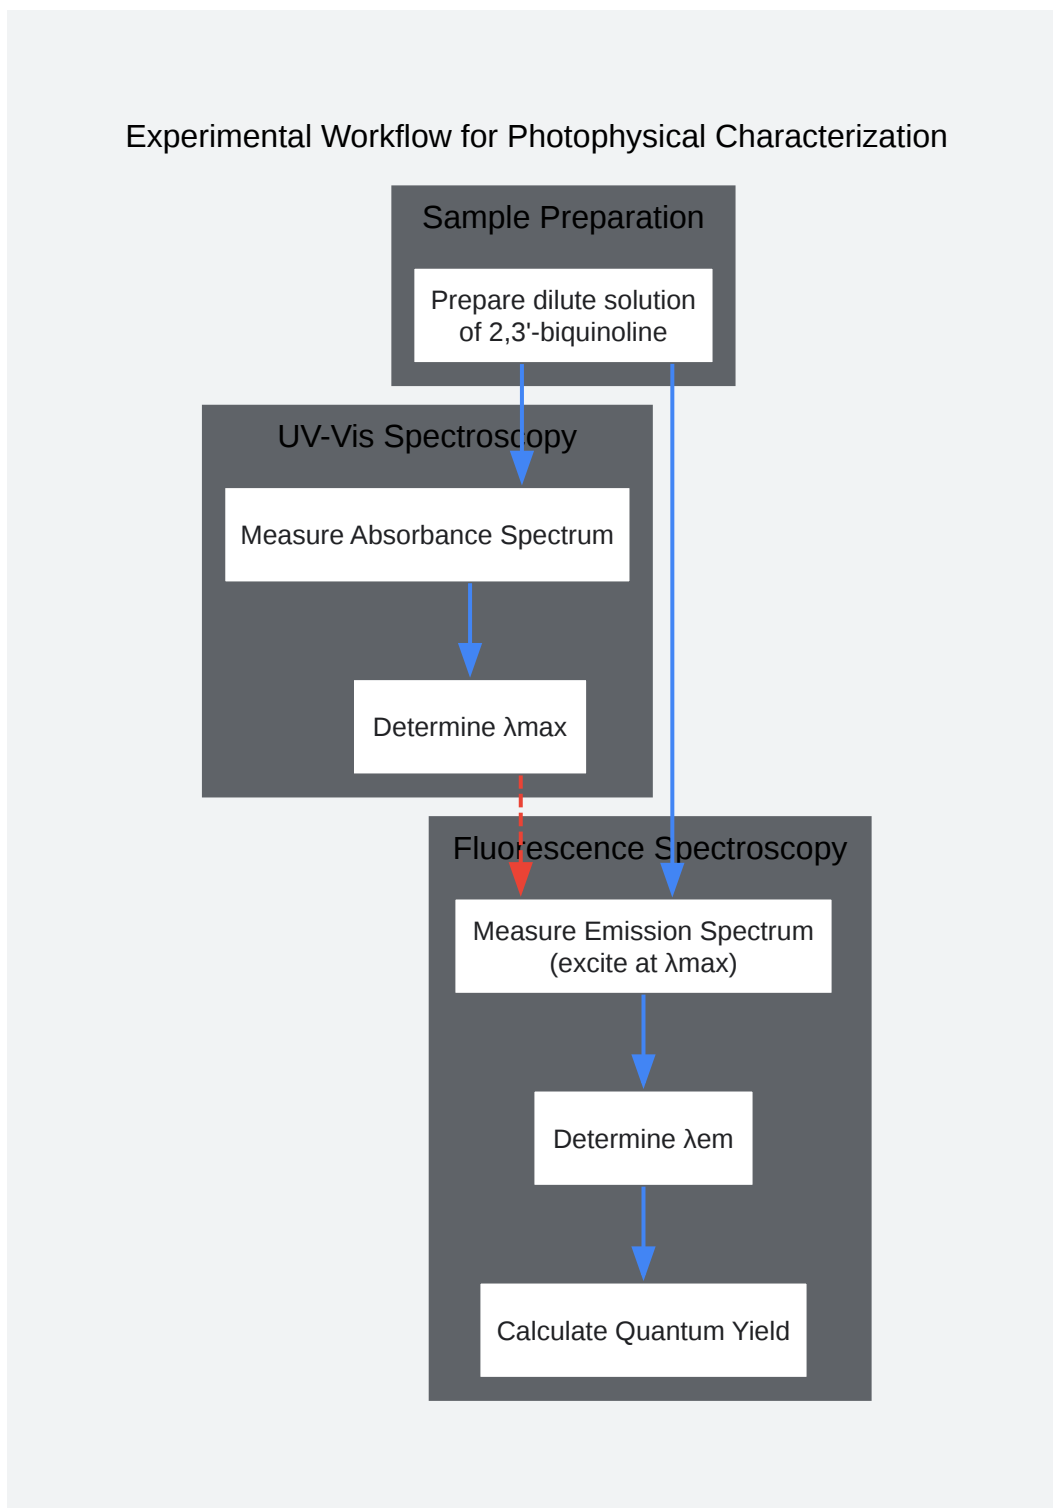 Experimental Workflow for Photophysical Characterization
Sample Preparation
Prepare dilute solution
of 2,3'-biquinoline
UV-Vis Spectroscopy
Measure Absorbance Spectrum
Determine λmax
Fluorescence Spectroscopy
Measure Emission Spectrum
(excite at λmax)
Determine λem
Calculate Quantum Yield